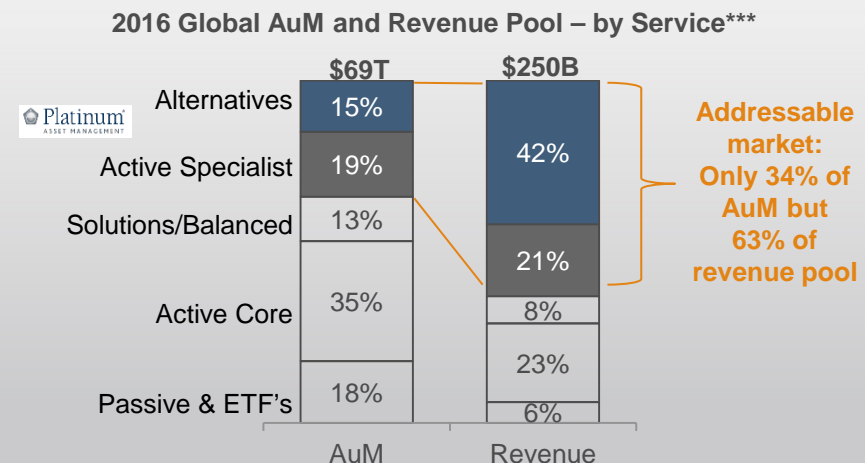 2016 Global AuM and Revenue Pool – by Service***
$69T
$250B
Platinum®
ASSET MANAGEMENT
Alternatives
15%
42%
Active Specialist
19%
21%
Solutions/Balanced
13%
8%
Active Core
35%
23%
Passive & ETF's
18%
6%
AuM
Revenue
Addressable
market:
Only 34% of
AuM but
63% of
revenue pool